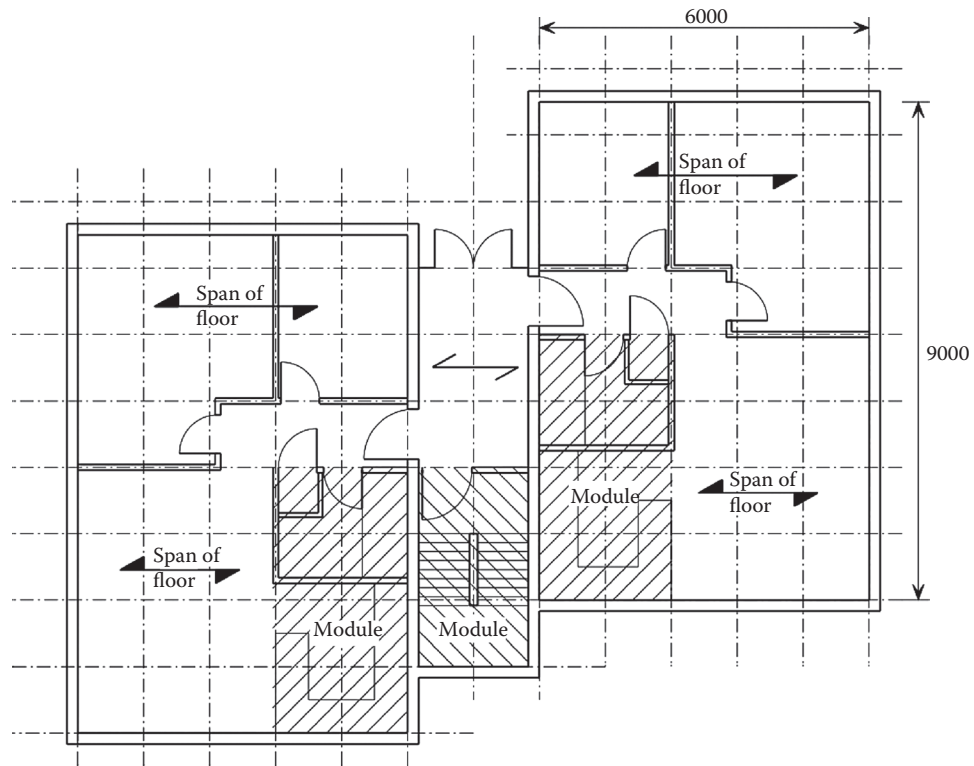 6000
Span of
floor
9000
Span of
floor
Span of
floor
Module
Span of
floor
Module
Module